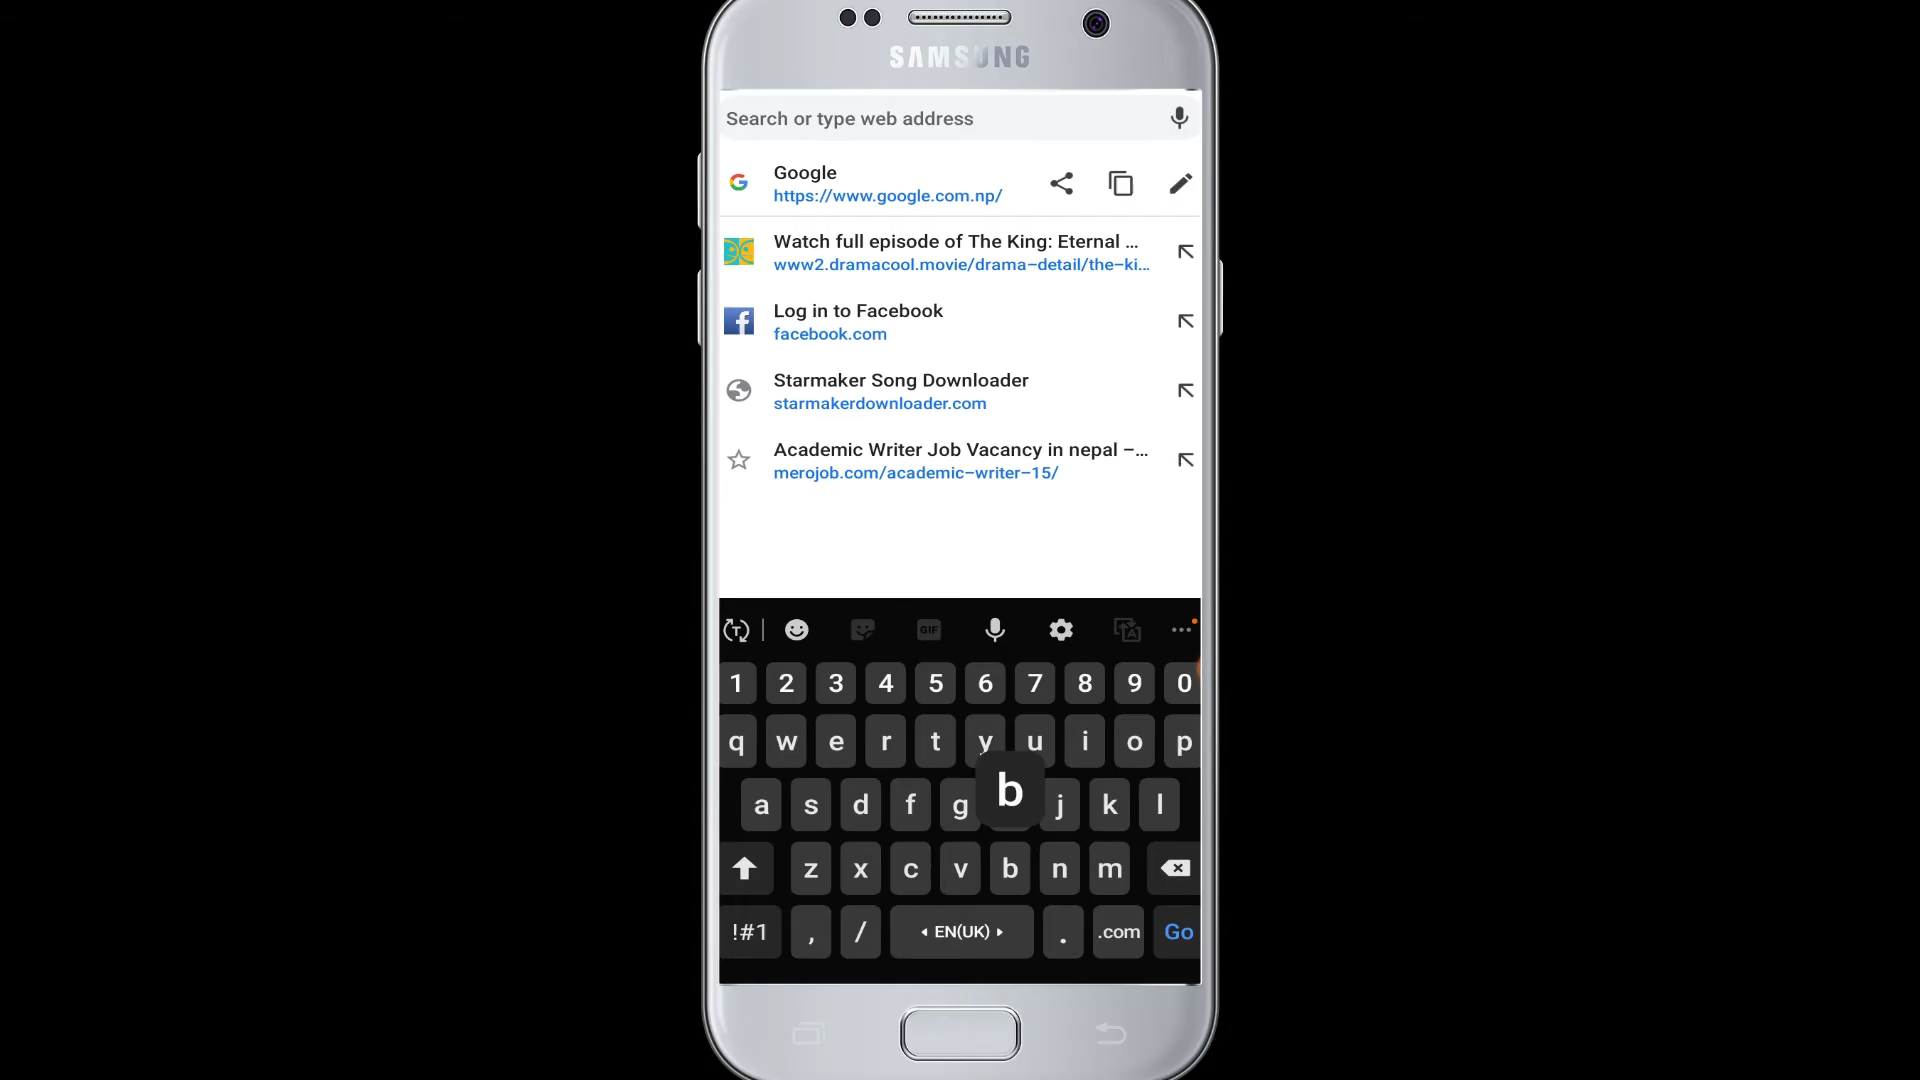 SAMSUNG
Search or type web address
Google
https://www.google.com.np/
Watch full episode of The King: Eternal ...
www2.dramacool.movie/drama-detail/the-ki...
Log in to Facebook
facebook.com
Starmaker Song Downloader
starmakerdownloader.com
Academic Writer Job Vacancy in nepal –...
merojob.com/academic-writer-15/
T GIF A ...
1 2 3 4 5 6 7 8 9 0
q w e r t y u i o p
b
a s d f g j k l
z x c v b n m
!#1 , / EN(UK) . .com Go